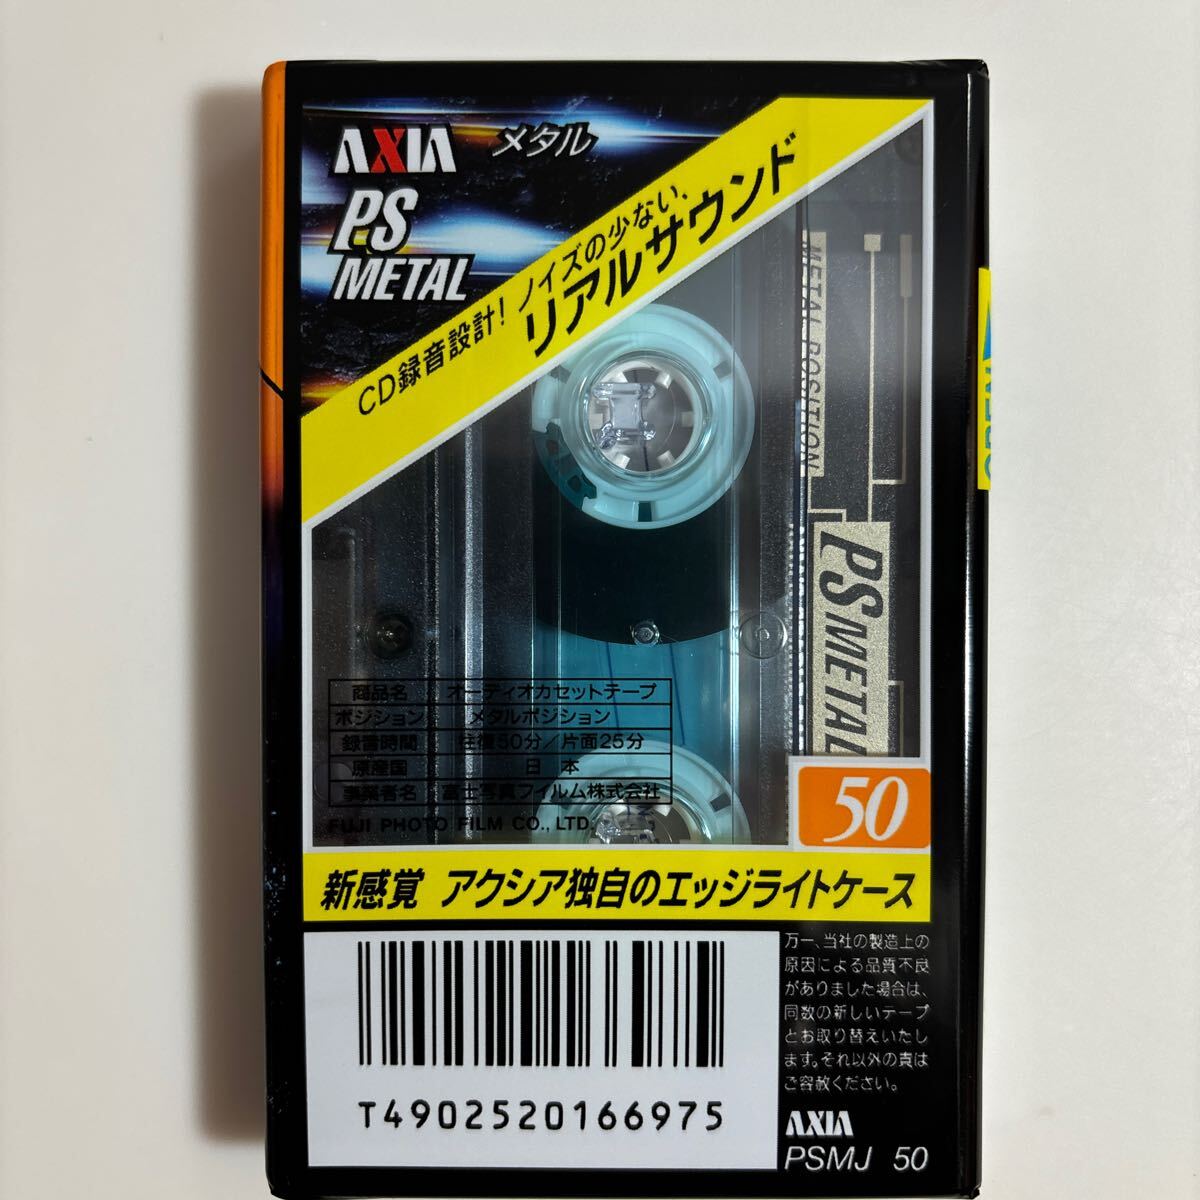 AXIA メタル
PS
METAL
CD録音設計！ノイズの少ない、
リアルサウンド
METAL POSITION
PS METAL
OPEN
商品名 オーディオカセットテープ
ポジション メタルポジション
録音時間 往復50分／片面25分
原産国 日本
事業者名 富士写真フイルム株式会社
FUJI PHOTO FILM CO., LTD.
50
新感覚 アクシア独自のエッジライトケース
万一、当社の製造上の
原因による品質不良
がありました場合は、
同数の新しいテープ
とお取り替えいたし
ます。それ以外の責は
ご容赦ください。
T4902520166975
AXIA
PSMJ 50